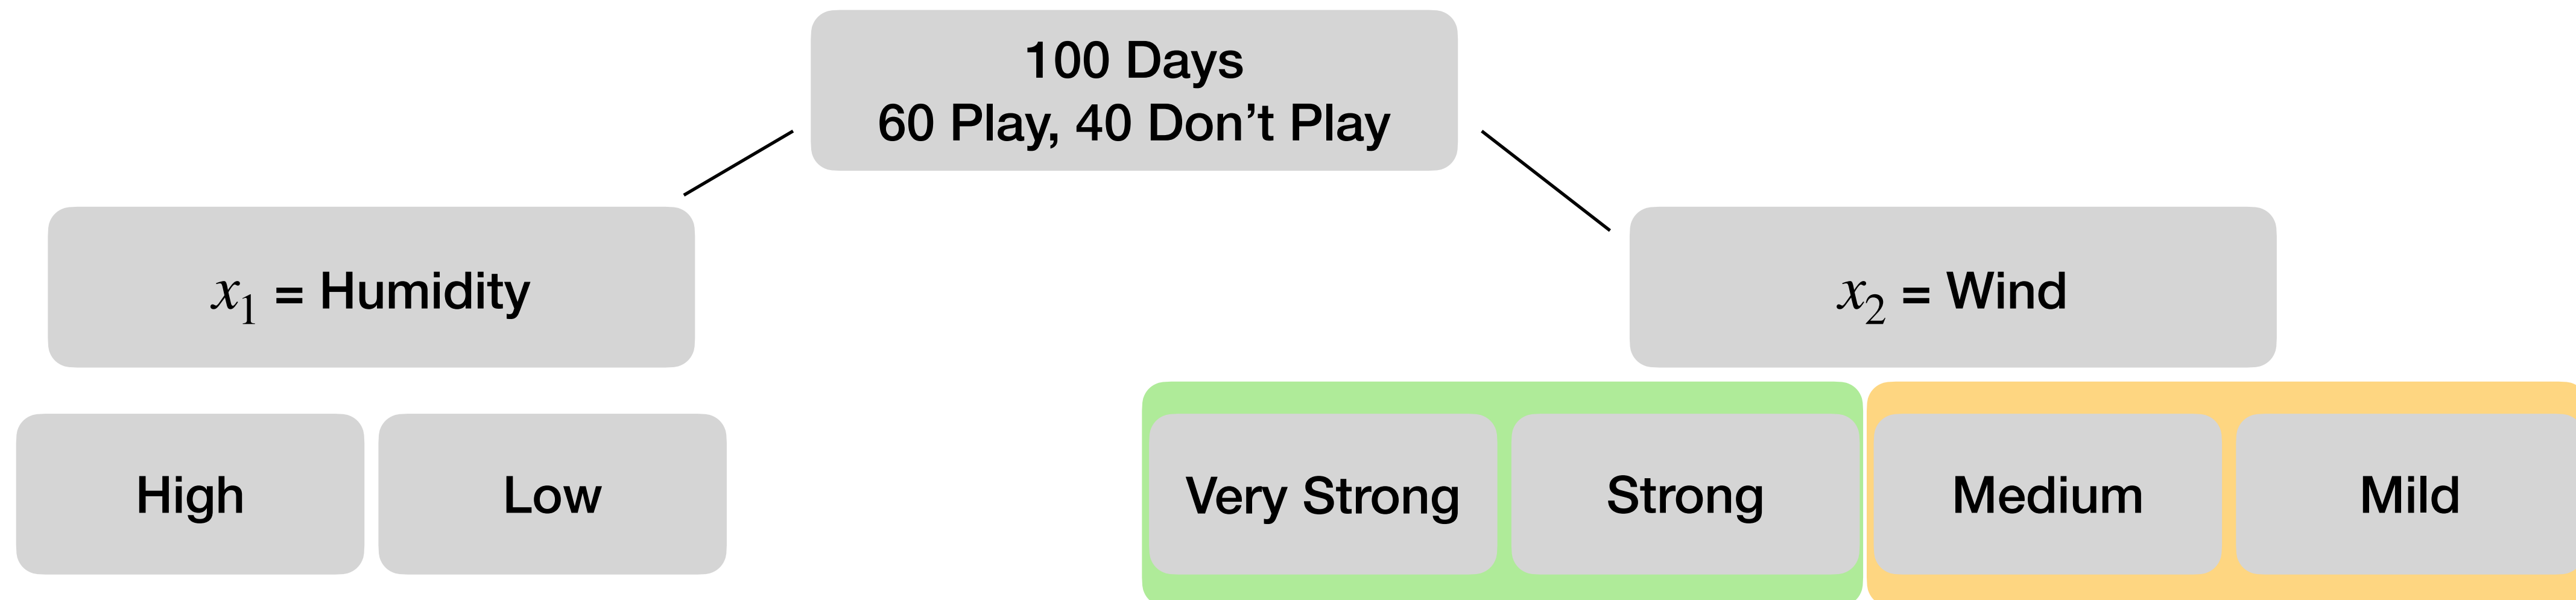 100 Days
60 Play, 40 Don’t Play
x₁ = Humidity
x₂ = Wind
High
Low
Very Strong
Strong
Medium
Mild